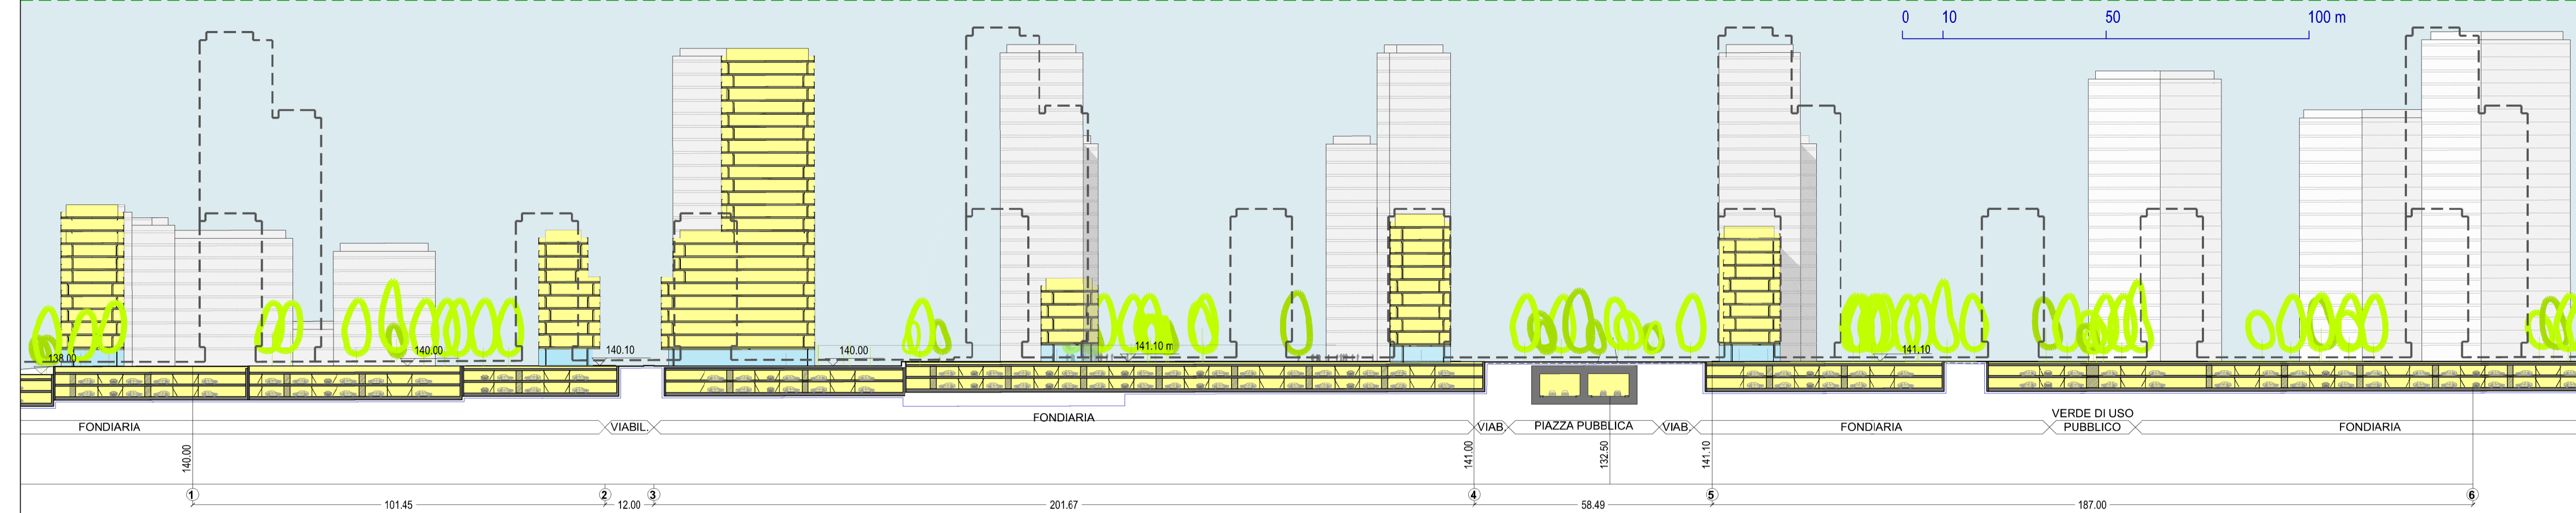 0 10 50 100 m
138.00 140.00 140.10 140.00 141.10 m 141.10
FONDIARIA VIABIL. FONDIARIA VIAB. PIAZZA PUBBLICA VIAB. FONDIARIA VERDE DI USO
PUBBLICO FONDIARIA
140.00 141.00 132.50 141.10
1 2 3 4 5 6
101.45 12.00 201.67 58.49 187.00